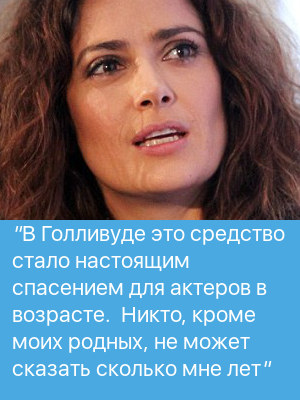 "В Голливуде это средство
стало настоящим
спасением для актеров в
возрасте.  Никто, кроме
моих родных, не может
сказать сколько мне лет"